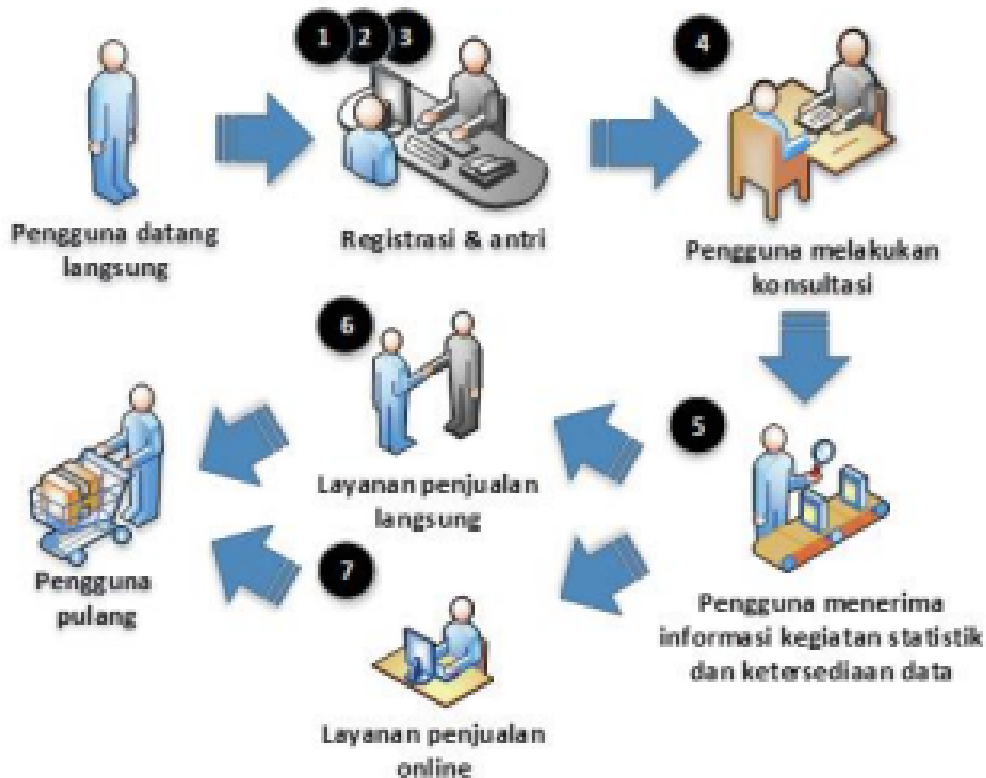 Pengguna datang
langsung
1 2 3
Registrasi & antri
4
Pengguna melakukan
konsultasi
5
Pengguna menerima
informasi kegiatan statistik
dan ketersediaan data
6
Layanan penjualan
langsung
7
Layanan penjualan
online
Pengguna
pulang